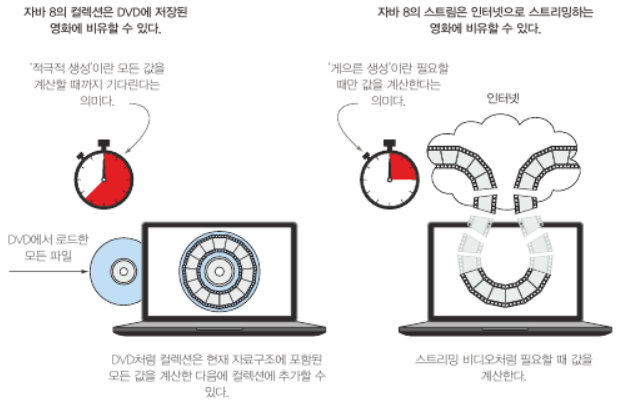 자바 8의 컬렉션은 DVD에 저장된
영화에 비유할 수 있다.
'적극적 생성'이란 모든 값을
계산할 때까지 기다린다는
의미다.
DVD에서 로드한
모든 파일
DVD처럼 컬렉션은 현재 자료구조에 포함된
모든 값을 계산한 다음에 컬렉션에 추가할 수
있다.
자바 8의 스트림은 인터넷으로 스트리밍하는
영화에 비유할 수 있다.
'게으른 생성'이란 필요할
때만 값을 계산한다는
의미다.
인터넷
스트리밍 비디오처럼 필요할 때 값을
계산한다.